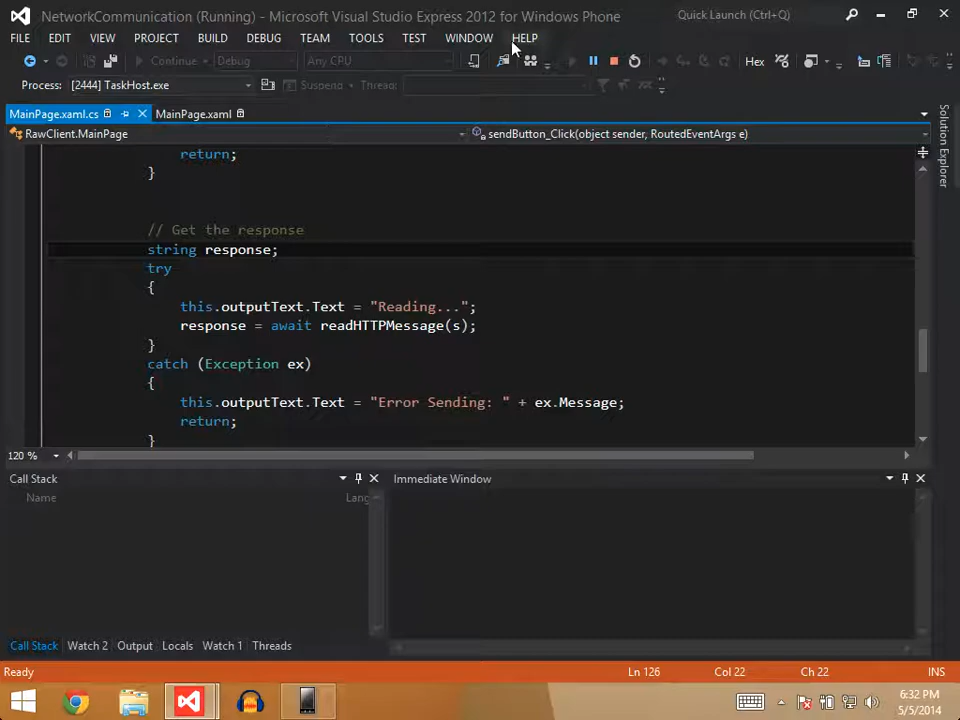 NetworkCommunication (Running) - Microsoft Visual Studio Express 2012 for Windows Phone
Quick Launch (Ctrl+Q)
FILE EDIT VIEW PROJECT BUILD DEBUG TEAM TOOLS TEST WINDOW HELP
Continue Debug Any CPU Hex
Process: [2444] TaskHost.exe Suspend Thread:
MainPage.xaml.cs MainPage.xaml
RawClient.MainPage sendButton_Click(object sender, RoutedEventArgs e)
Solution Explorer
return;
}
// Get the response
string response;
try
{
this.outputText.Text = "Reading...";
response = await readHTTPMessage(s);
}
catch (Exception ex)
{
this.outputText.Text = "Error Sending: " + ex.Message;
return;
}
120 %
Call Stack Immediate Window
Name Lang
Call Stack Watch 2 Output Locals Watch 1 Threads
Ready Ln 126 Col 22 Ch 22 INS
6:32 PM
5/5/2014